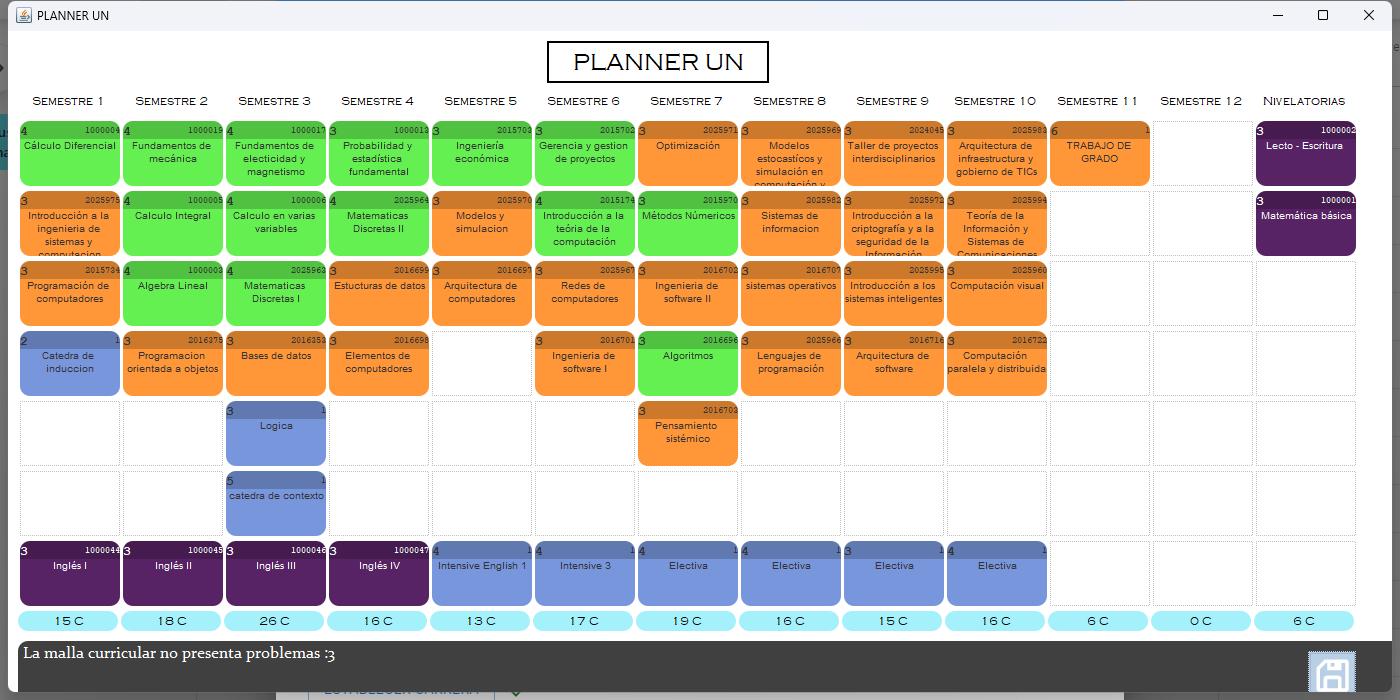 PLANNER UN
PLANNER UN
Semestre 1 Semestre 2 Semestre 3 Semestre 4 Semestre 5 Semestre 6 Semestre 7 Semestre 8 Semestre 9 Semestre 10 Semestre 11 Semestre 12 Nivelatorias
4 1000004
Cálculo Diferencial
4 1000019
Fundamentos de
mecánica
4 1000017
Fundamentos de
electicidad y
magnetismo
3 1000013
Probabilidad y
estadística
fundamental
3 2015703
Ingeniería
económica
3 2015702
Gerencia y gestion
de proyectos
3 2025971
Optimización
3 2025969
Modelos
estocastícos y
simulación en
computación y
3 2024045
Taller de proyectos
interdisciplinarios
3 2025983
Arquitectura de
infraestructura y
gobierno de TICs
6 1
TRABAJO DE
GRADO
3 1000002
Lecto - Escritura
3 2025975
Introducción a la
ingenieria de
sistemas y
computacion
4 1000005
Calculo Integral
4 1000006
Calculo en varias
variables
4 2025964
Matematicas
Discretas II
3 2025970
Modelos y
simulacion
4 2015174
Introducción a la
teória de la
computación
3 2015970
Métodos Númericos
3 2025982
Sistemas de
informacion
3 2025972
Introducción a la
criptografía y a la
seguridad de la
Información
3 2025994
Teoría de la
Información y
Sistemas de
Comunicaciones
3 1000001
Matemática básica
3 2015734
Programación de
computadores
4 1000003
Algebra Lineal
4 2025963
Matematicas
Discretas I
3 2016699
Estucturas de datos
3 2016697
Arquitectura de
computadores
3 2025967
Redes de
computadores
3 2016702
Ingenieria de
software II
3 2016707
sistemas operativos
3 2025995
Introducción a los
sistemas inteligentes
3 2025960
Computación visual
2 1
Catedra de
induccion
3 2016375
Programacion
orientada a objetos
3 2016353
Bases de datos
3 2016698
Elementos de
computadores
3 2016701
Ingenieria de
software I
3 2016696
Algoritmos
3 2025966
Lenguajes de
programación
3 2016716
Arquitectura de
software
3 2016722
Computación
paralela y distribuida
3 1
Logica
3 2016703
Pensamiento
sistémico
5 1
catedra de contexto
3 1000044
Inglés I
3 1000045
Inglés II
3 1000046
Inglés III
3 1000047
Inglés IV
4 1
Intensive English 1
4 1
Intensive 3
4 1
Electiva
4 1
Electiva
3 1
Electiva
4 1
Electiva
15 C 18 C 26 C 16 C 13 C 17 C 19 C 16 C 15 C 16 C 6 C 0 C 6 C
La malla curricular no presenta problemas :3